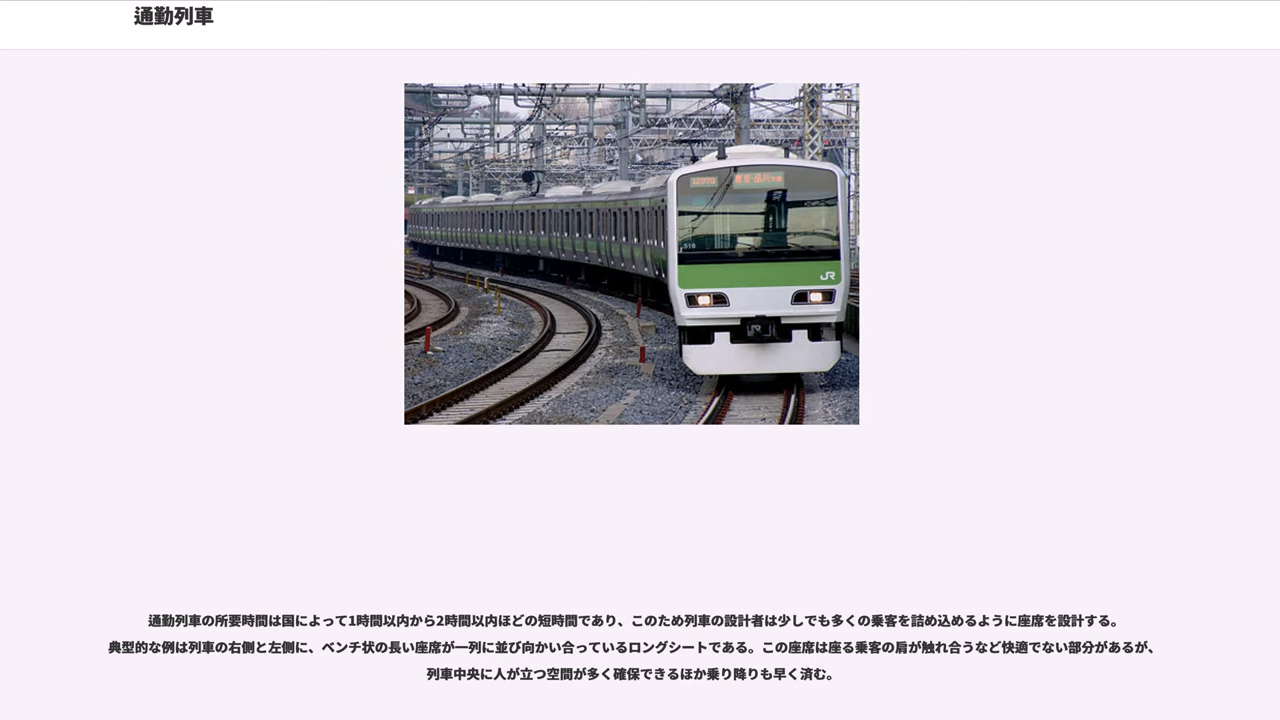 通勤列車
東京・品川方面
JR
通勤列車の所要時間は国によって1時間以内から2時間以内ほどの短時間であり、このため列車の設計者は少しでも多くの乗客を詰め込めるように座席を設計する。
典型的な例は列車の右側と左側に、ベンチ状の長い座席が一列に並び向かい合っているロングシートである。この座席は座る乗客の肩が触れ合うなど快適でない部分があるが、
列車中央に人が立つ空間が多く確保できるほか乗り降りも早く済む。